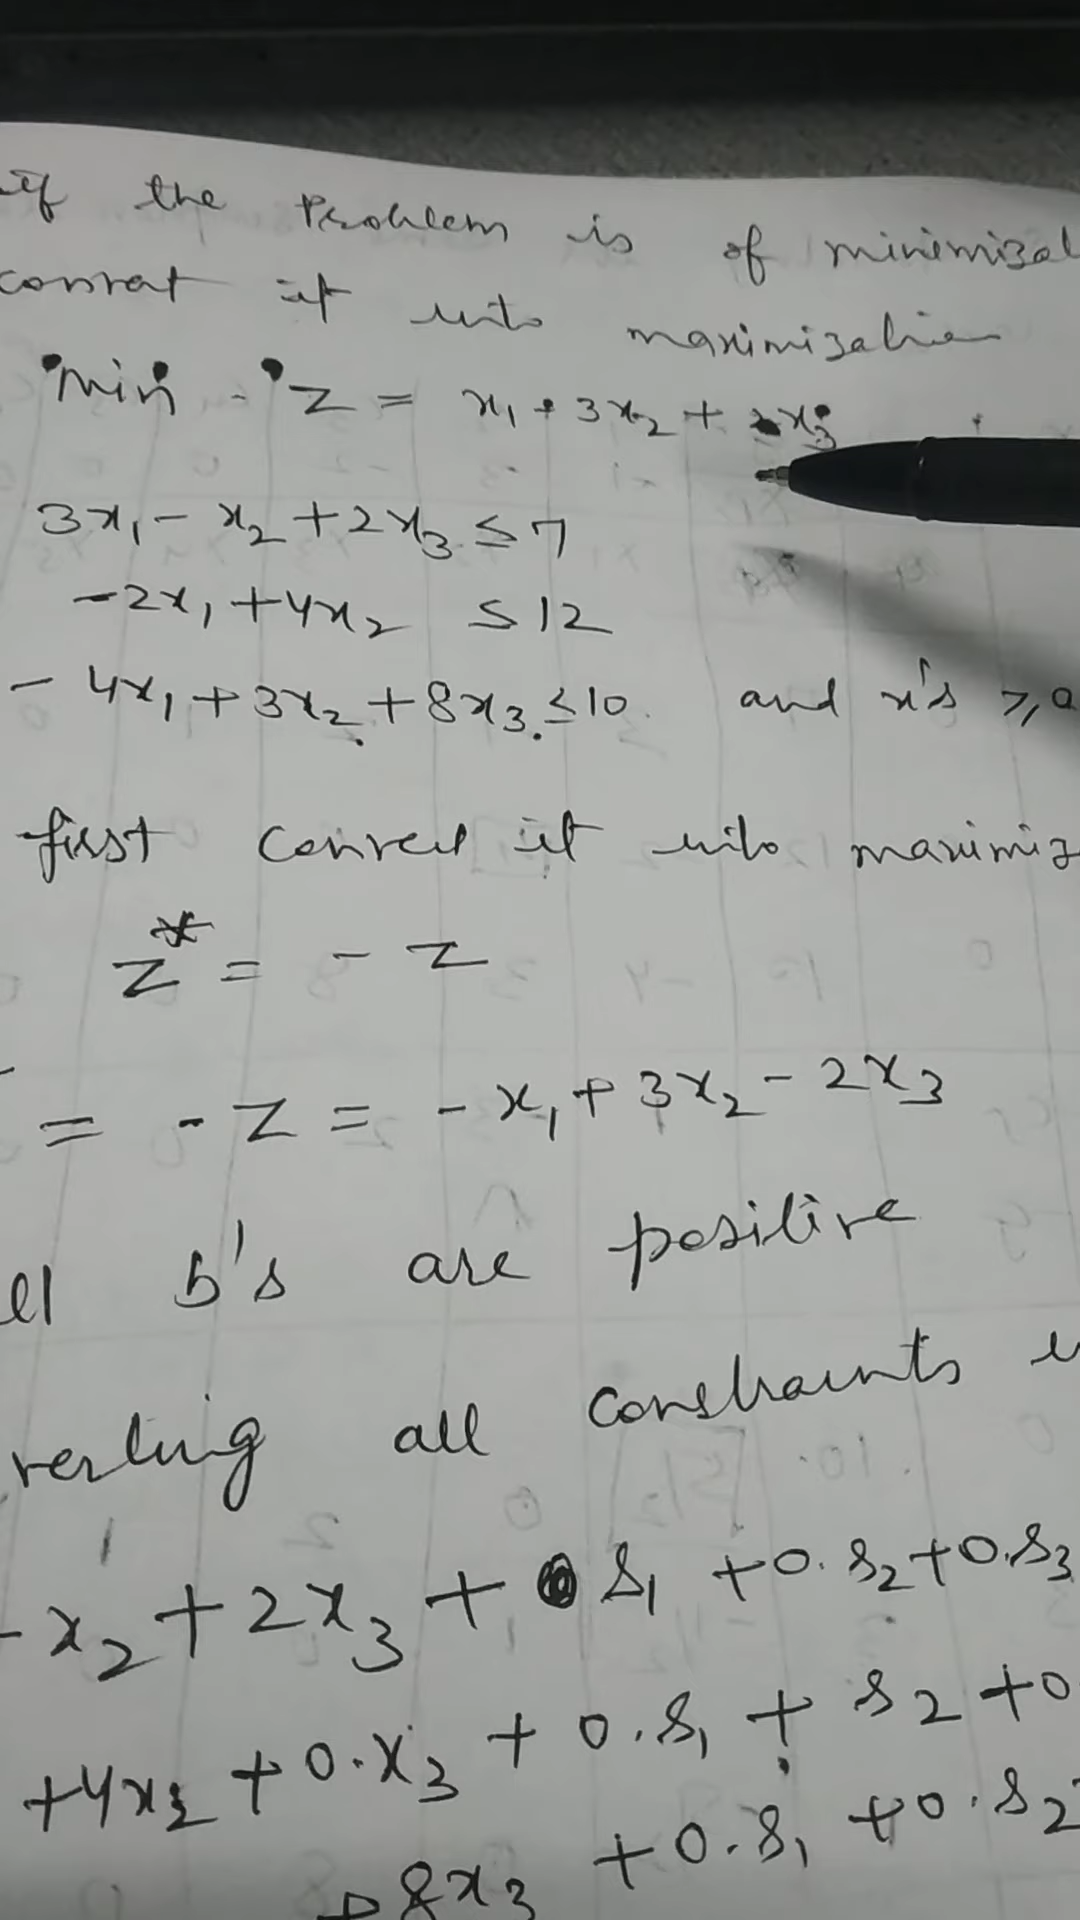 if the Problem is of minimizat
convat it into maximization
Min - Z = x₁ + 3x₂ + 2x₃
3x₁ - x₂ + 2x₃ ≤ 7
-2x₁ + 4x₂ ≤ 12
- 4x₁ + 3x₂ + 8x₃ ≤ 10 and x's ≥, 0
first convert it into maximiz
Z* = - Z
= - Z = - x₁ + 3x₂ - 2x₃
ll b's are positive
verting all constraints
- x₂ + 2x₃ + s₁ + 0.s₂ + 0.s₃
+ 4x₂ + 0.x₃ + 0.s₁ + s₂ + 0
+ 8x₃ + 0.s₁ + 0.s₂